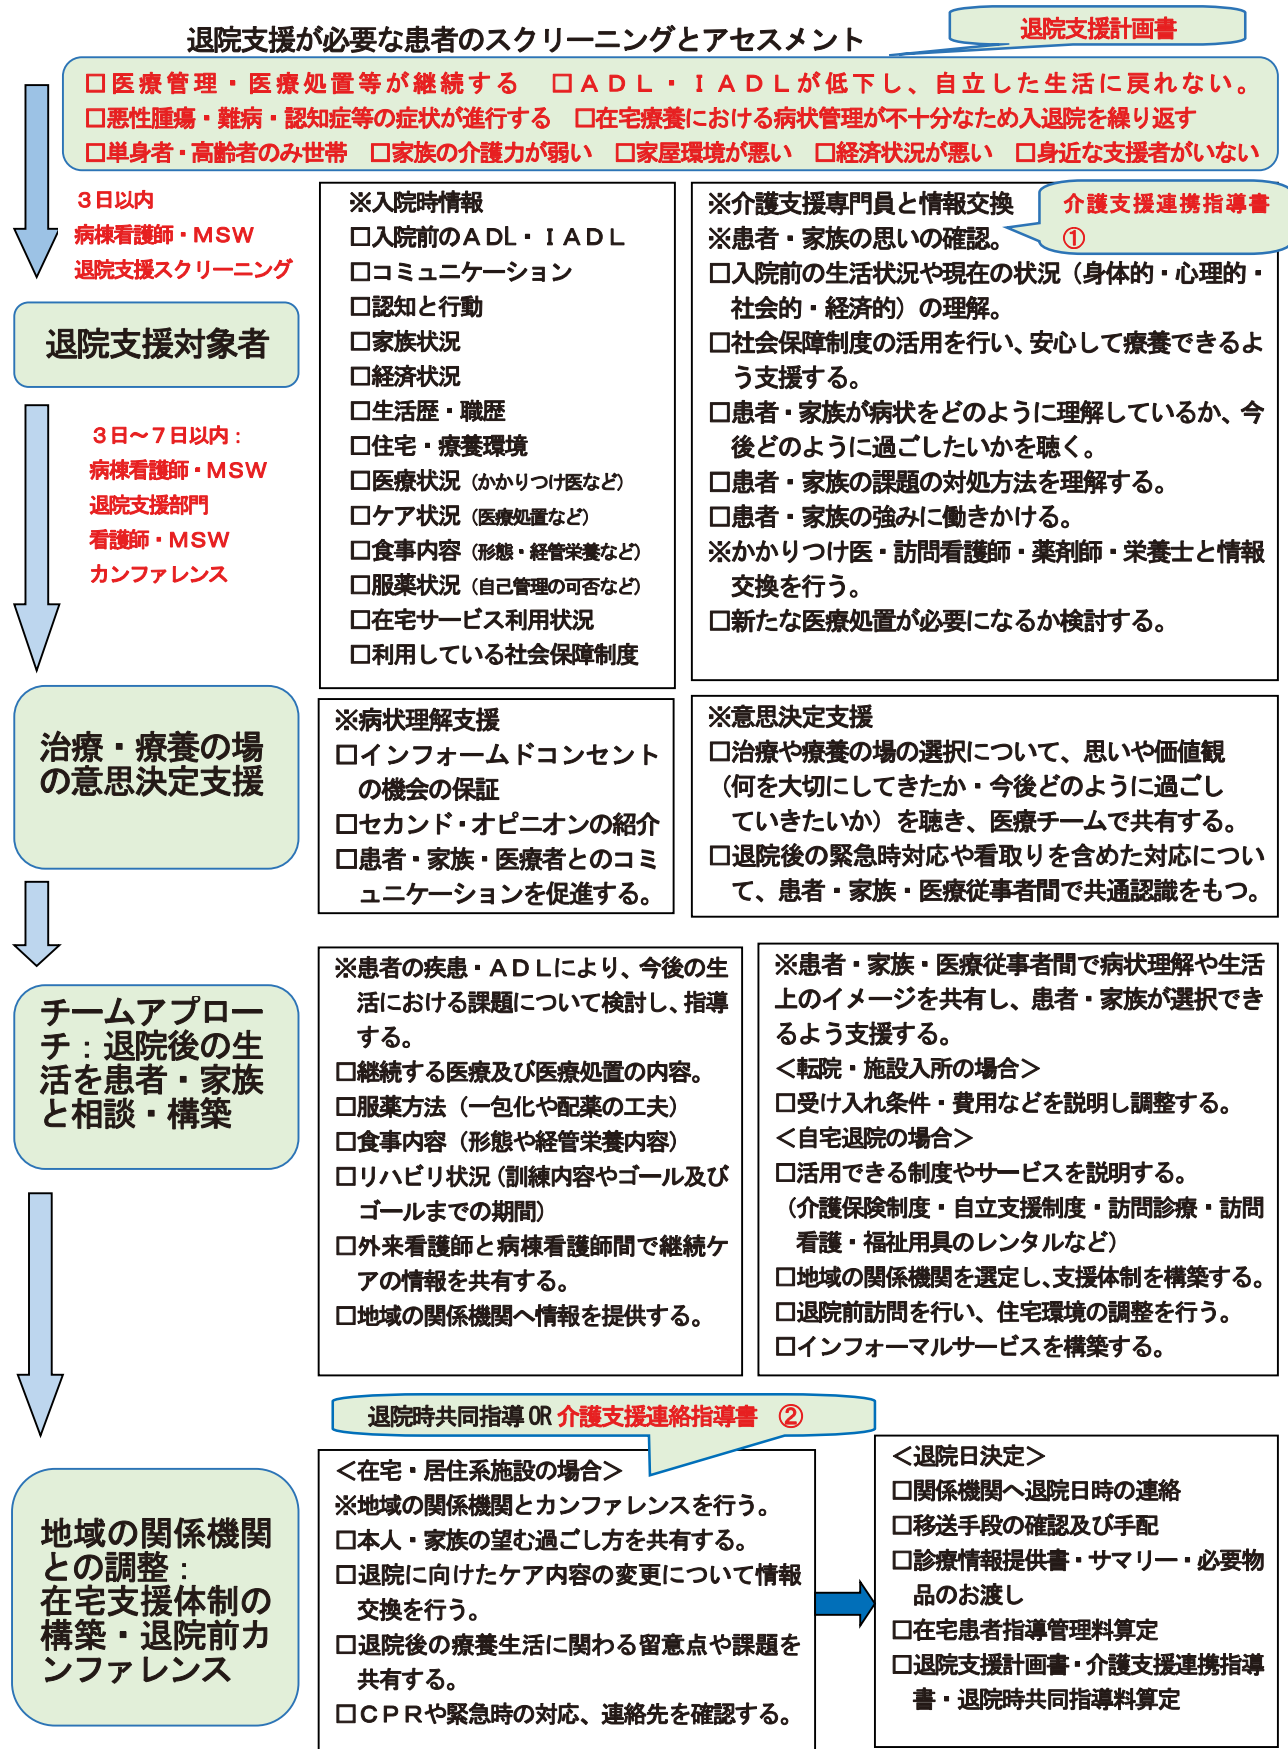 退院支援が必要な患者のスクリーニングとアセスメント
退院支援計画書
□医療管理・医療処置等が継続する　□ＡＤＬ・ＩＡＤＬが低下し、自立した生活に戻れない。
□悪性腫瘍・難病・認知症等の症状が進行する　□在宅療養における病状管理が不十分なため入退院を繰り返す
□単身者・高齢者のみ世帯　□家族の介護力が弱い　□家屋環境が悪い　□経済状況が悪い　□身近な支援者がいない
３日以内
病棟看護師・ＭＳＷ
退院支援スクリーニング
退院支援対象者
３日～７日以内：
病棟看護師・ＭＳＷ
退院支援部門
看護師・ＭＳＷ
カンファレンス
※入院時情報
□入院前のＡＤＬ・ＩＡＤＬ
□コミュニケーション
□認知と行動
□家族状況
□経済状況
□生活歴・職歴
□住宅・療養環境
□医療状況（かかりつけ医など）
□ケア状況（医療処置など）
□食事内容（形態・経管栄養など）
□服薬状況（自己管理の可否など）
□在宅サービス利用状況
□利用している社会保障制度
※介護支援専門員と情報交換
介護支援連携指導書
①
※患者・家族の思いの確認。
□入院前の生活状況や現在の状況（身体的・心理的・
社会的・経済的）の理解。
□社会保障制度の活用を行い、安心して療養できるよ
う支援する。
□患者・家族が病状をどのように理解しているか、今
後どのように過ごしたいかを聴く。
□患者・家族の課題の対処方法を理解する。
□患者・家族の強みに働きかける。
※かかりつけ医・訪問看護師・薬剤師・栄養士と情報
交換を行う。
□新たな医療処置が必要になるか検討する。
治療・療養の場
の意思決定支援
※病状理解支援
□インフォームドコンセント
の機会の保証
□セカンド・オピニオンの紹介
□患者・家族・医療者とのコミ
ュニケーションを促進する。
※意思決定支援
□治療や療養の場の選択について、思いや価値観
（何を大切にしてきたか・今後どのように過ごし
ていきたいか）を聴き、医療チームで共有する。
□退院後の緊急時対応や看取りを含めた対応につい
て、患者・家族・医療従事者間で共通認識をもつ。
チームアプロー
チ：退院後の生
活を患者・家族
と相談・構築
※患者の疾患・ＡＤＬにより、今後の生
活における課題について検討し、指導
する。
□継続する医療及び医療処置の内容。
□服薬方法（一包化や配薬の工夫）
□食事内容（形態や経管栄養内容）
□リハビリ状況（訓練内容やゴール及び
ゴールまでの期間）
□外来看護師と病棟看護師間で継続ケ
アの情報を共有する。
□地域の関係機関へ情報を提供する。
※患者・家族・医療従事者間で病状理解や生活
上のイメージを共有し、患者・家族が選択でき
るよう支援する。
＜転院・施設入所の場合＞
□受け入れ条件・費用などを説明し調整する。
＜自宅退院の場合＞
□活用できる制度やサービスを説明する。
（介護保険制度・自立支援制度・訪問診療・訪問
看護・福祉用具のレンタルなど）
□地域の関係機関を選定し、支援体制を構築する。
□退院前訪問を行い、住宅環境の調整を行う。
□インフォーマルサービスを構築する。
退院時共同指導 OR 介護支援連絡指導書　②
地域の関係機関
との調整：
在宅支援体制の
構築・退院前カ
ンファレンス
＜在宅・居住系施設の場合＞
※地域の関係機関とカンファレンスを行う。
□本人・家族の望む過ごし方を共有する。
□退院に向けたケア内容の変更について情報
交換を行う。
□退院後の療養生活に関わる留意点や課題を
共有する。
□ＣＰＲや緊急時の対応、連絡先を確認する。
＜退院日決定＞
□関係機関へ退院日時の連絡
□移送手段の確認及び手配
□診療情報提供書・サマリー・必要物
品のお渡し
□在宅患者指導管理料算定
□退院支援計画書・介護支援連携指導
書・退院時共同指導料算定